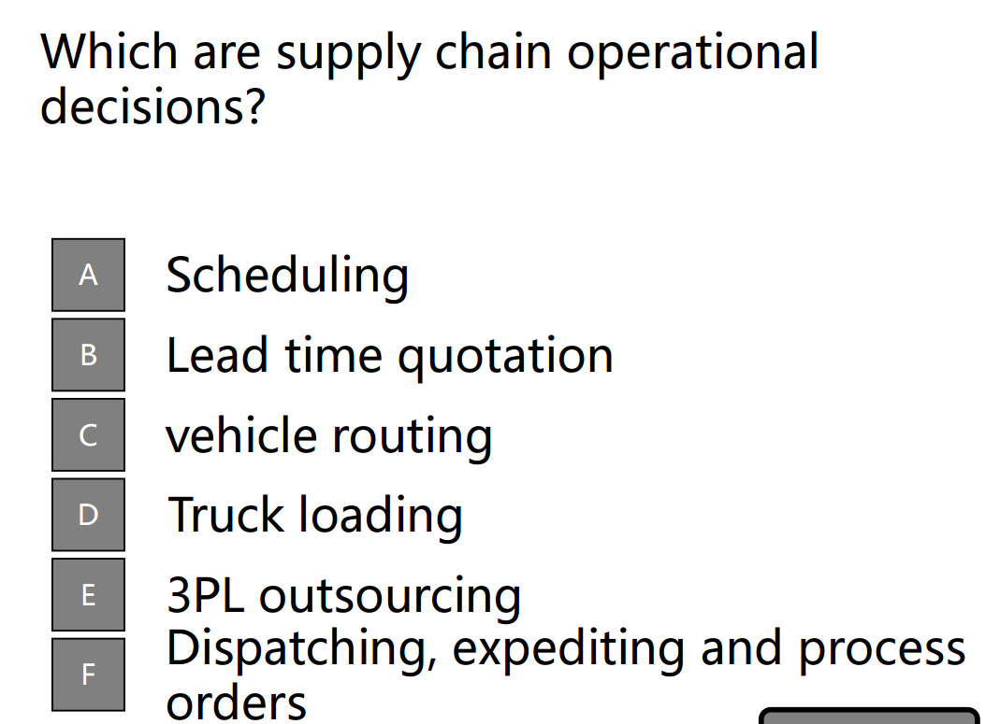 Which are supply chain operational
decisions?
A Scheduling
B Lead time quotation
C vehicle routing
D Truck loading
E 3PL outsourcing
F Dispatching, expediting and process
orders